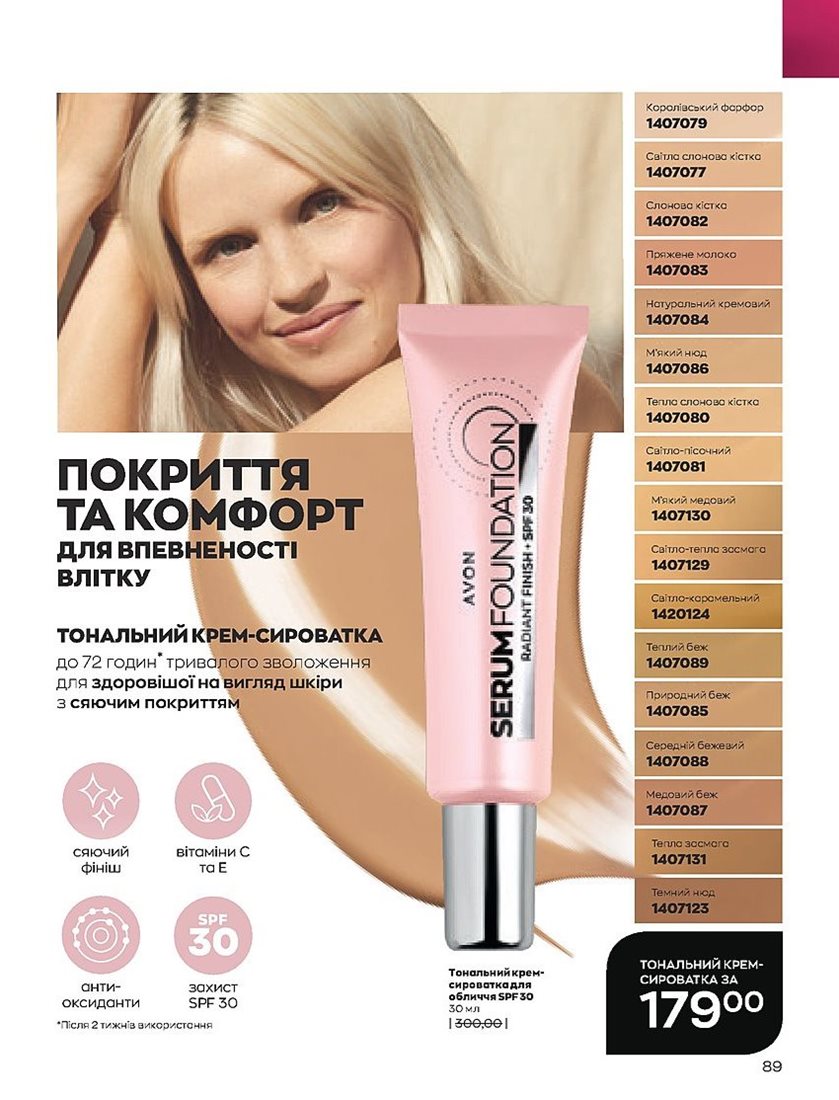 ПОКРИТТЯ
ТА КОМФОРТ
ДЛЯ ВПЕВНЕНОСТІ
ВЛІТКУ
ТОНАЛЬНИЙ КРЕМ-СИРОВАТКА
до 72 годин* тривалого зволоження
для здоровішої на вигляд шкіри
з сяючим покриттям
сяючий
фініш
вітаміни C
та E
анти-
оксиданти
SPF
30
захист
SPF 30
*Після 2 тижнів використання
AVON
SERUMFOUNDATION
RADIANT FINISH • SPF 30
Тональний крем-
сироватка для
обличчя SPF 30
30 мл
| 300,00 |
Королівський фарфор
1407079
Світла слонова кістка
1407077
Слонова кістка
1407082
Пряжене молоко
1407083
Натуральний кремовий
1407084
М'який нюд
1407086
Тепла слонова кістка
1407080
Світло-пісочний
1407081
М'який медовий
1407130
Світло-тепла засмага
1407129
Світло-карамельний
1420124
Теплий беж
1407089
Природний беж
1407085
Середній бежевий
1407088
Медовий беж
1407087
Тепла засмага
1407131
Темний нюд
1407123
ТОНАЛЬНИЙ КРЕМ-
СИРОВАТКА ЗА
179⁰⁰
89